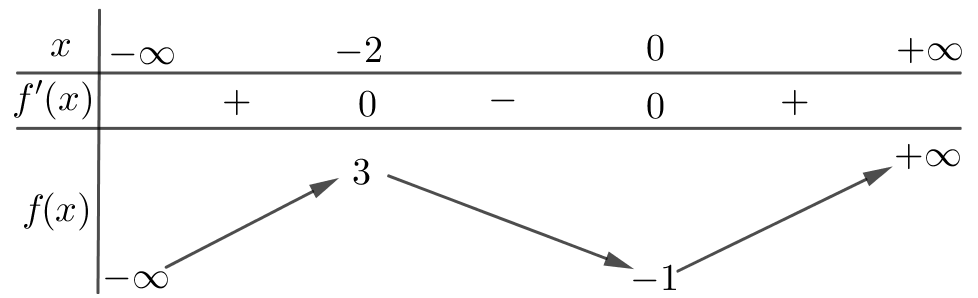 x −∞ −2 0 +∞
f′(x) + 0 − 0 +
+∞
3
f(x)
−∞ −1